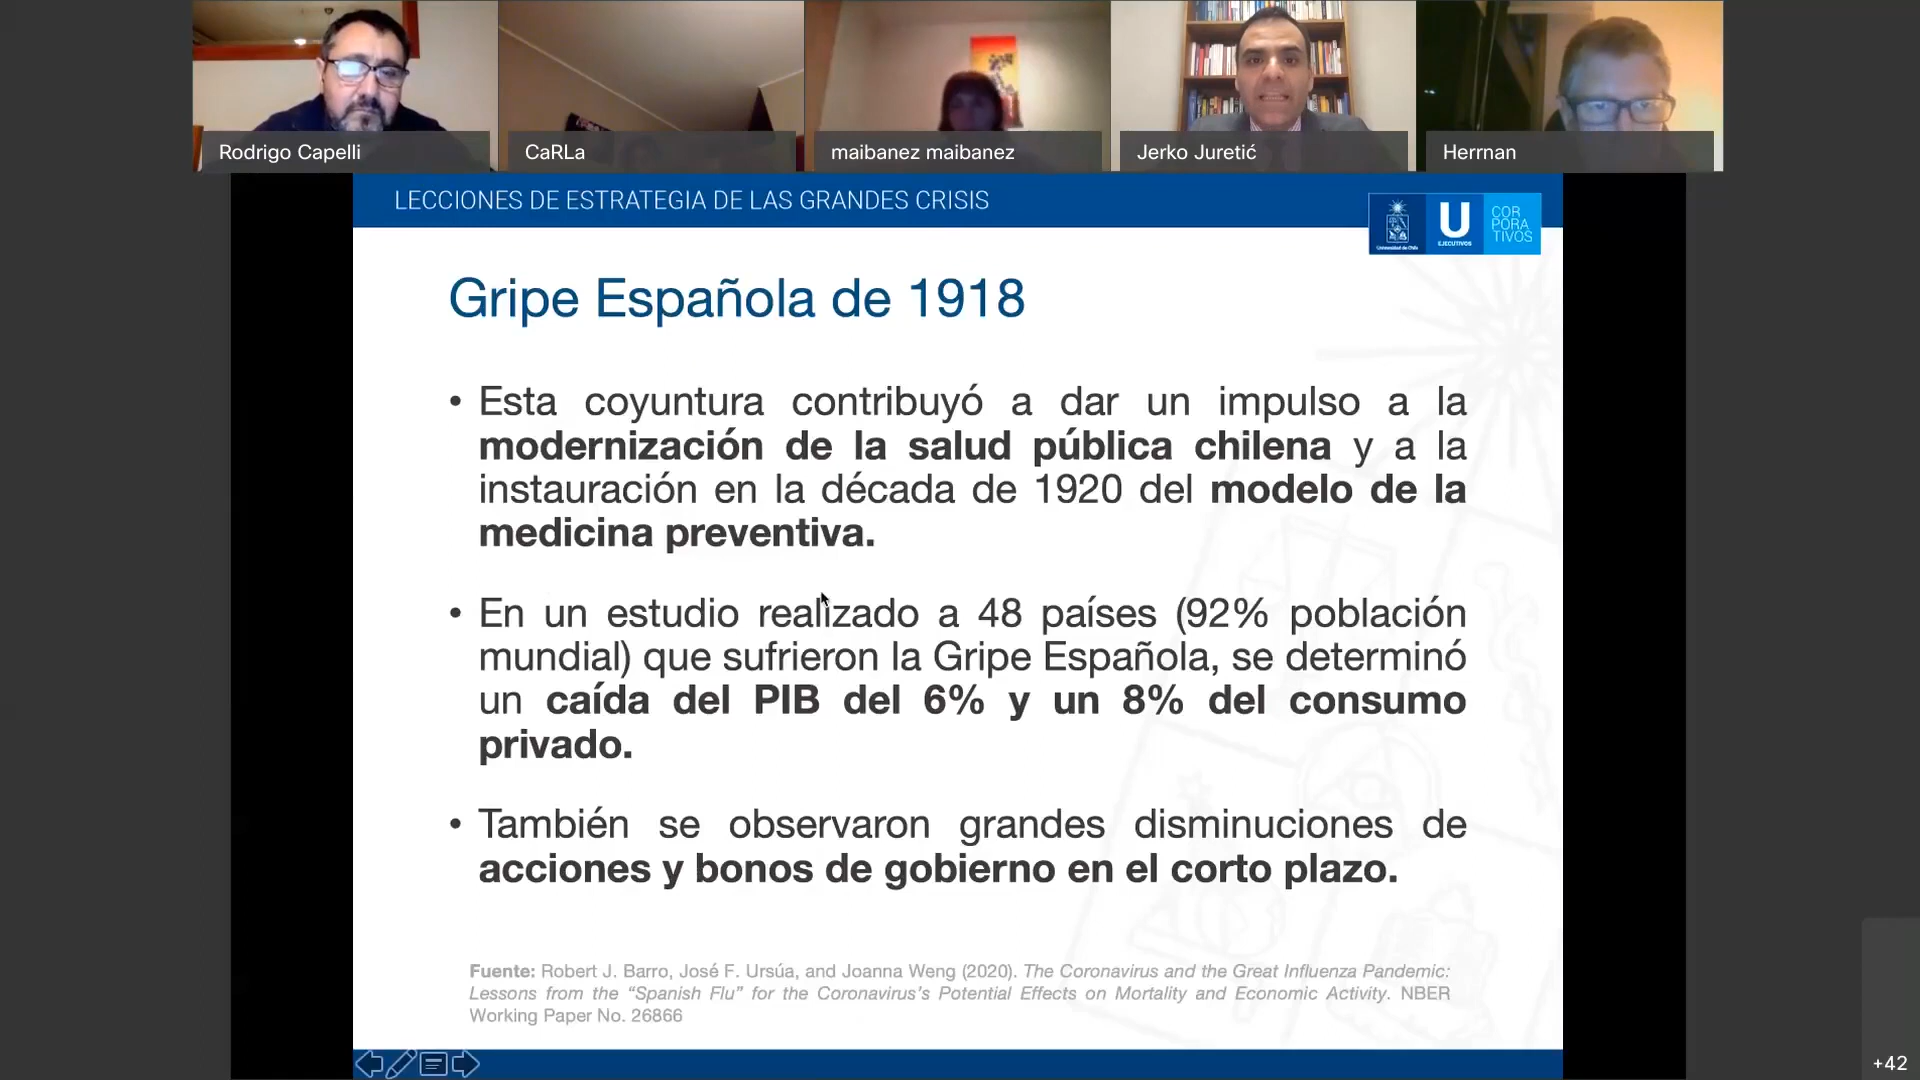 Rodrigo Capelli
CaRLa
maibanez maibanez
Jerko Juretić
Herrnan
LECCIONES DE ESTRATEGIA DE LAS GRANDES CRISIS
Universidad de Chile
U
EJECUTIVOS
COR
PORA
TIVOS
Gripe Española de 1918
• Esta coyuntura contribuyó a dar un impulso a la
modernización de la salud pública chilena y a la
instauración en la década de 1920 del modelo de la
medicina preventiva.
• En un estudio realizado a 48 países (92% población
mundial) que sufrieron la Gripe Española, se determinó
un caída del PIB del 6% y un 8% del consumo
privado.
• También se observaron grandes disminuciones de
acciones y bonos de gobierno en el corto plazo.
Fuente: Robert J. Barro, José F. Ursúa, and Joanna Weng (2020). The Coronavirus and the Great Influenza Pandemic:
Lessons from the “Spanish Flu” for the Coronavirus’s Potential Effects on Mortality and Economic Activity. NBER
Working Paper No. 26866
+42